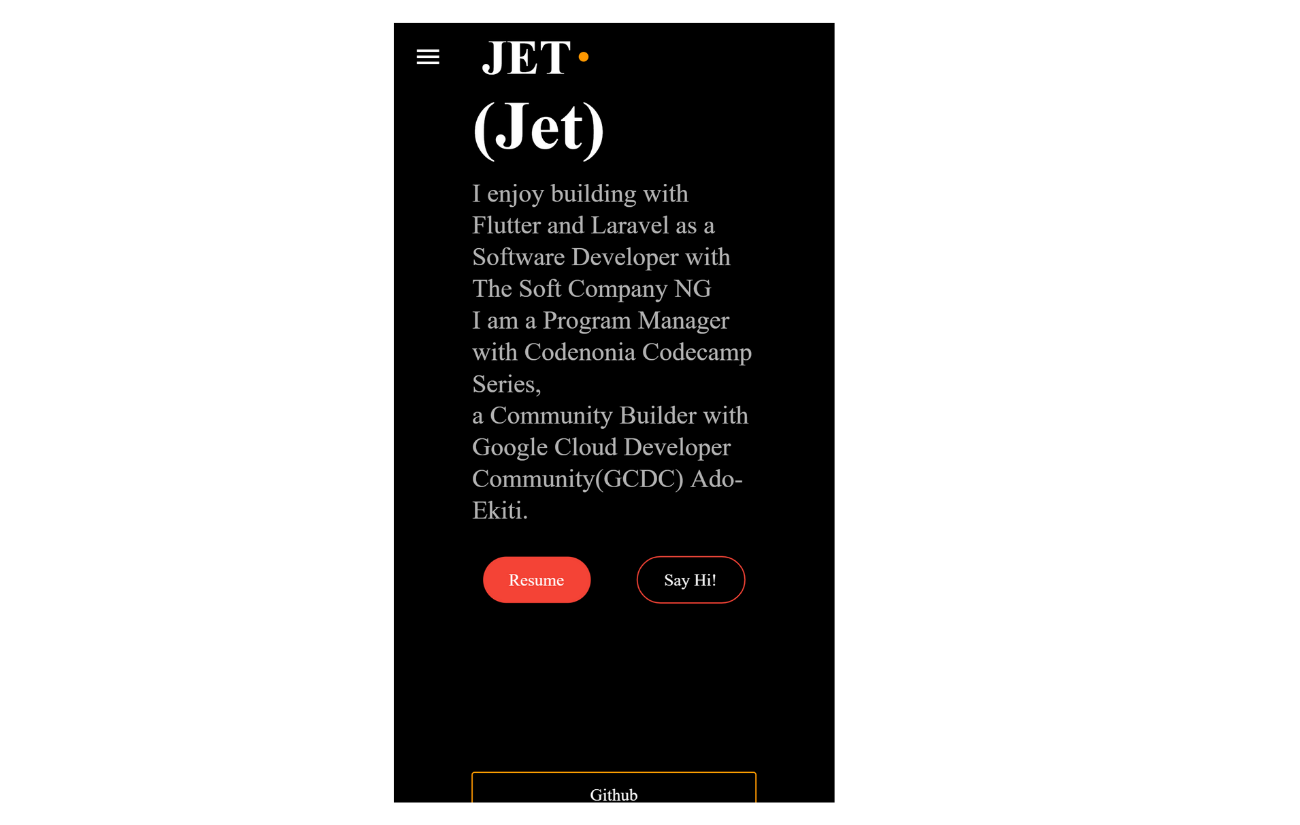 JET
(Jet)
I enjoy building with
Flutter and Laravel as a
Software Developer with
The Soft Company NG
I am a Program Manager
with Codenonia Codecamp
Series,
a Community Builder with
Google Cloud Developer
Community(GCDC) Ado-
Ekiti.
Resume
Say Hi!
Github